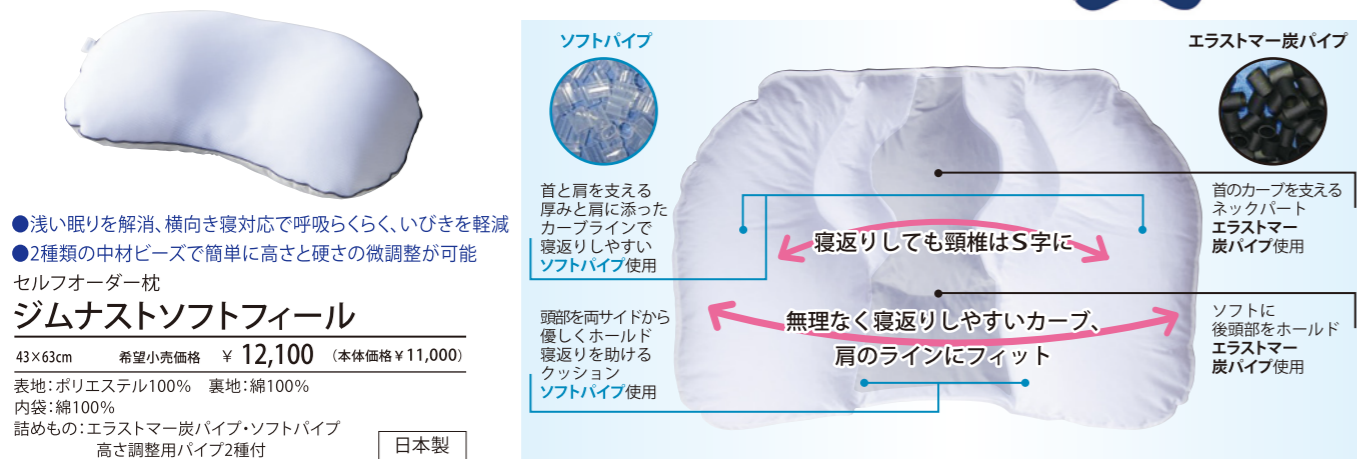 ●浅い眠りを解消、横向き寝対応で呼吸らくらく、いびきを軽減
●2種類の中材ビーズで簡単に高さと硬さの微調整が可能
セルフオーダー枕
ジムナストソフトフィール
43×63cm 希望小売価格 ¥ 12,100 (本体価格¥11,000)
表地:ポリエステル100% 裏地:綿100%
内袋:綿100%
詰めもの:エラストマー炭パイプ・ソフトパイプ
高さ調整用パイプ2種付
日本製
ソフトパイプ
首と肩を支える
厚みと肩に添った
カーブラインで
寝返りしやすい
ソフトパイプ使用
頭部を両サイドから
優しくホールド
寝返りを助ける
クッション
ソフトパイプ使用
寝返りしても頸椎はS字に
無理なく寝返りしやすいカーブ、
肩のラインにフィット
エラストマー炭パイプ
首のカーブを支える
ネックパート
エラストマー
炭パイプ使用
ソフトに
後頭部をホールド
エラストマー
炭パイプ使用